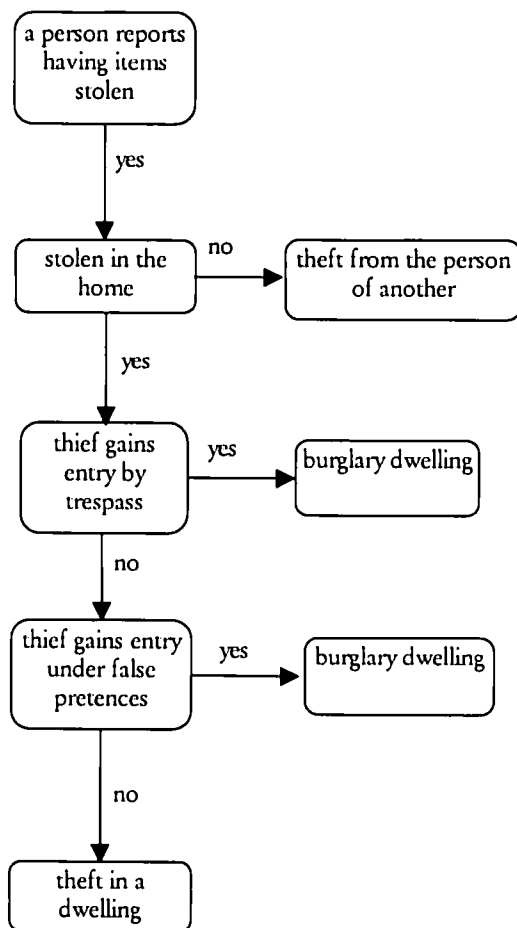 a person reports
having items
stolen
yes
stolen in the
home
no
theft from the person
of another
yes
thief gains
entry by
trespass
yes
burglary dwelling
no
thief gains entry
under false
pretences
yes
burglary dwelling
no
theft in a
dwelling